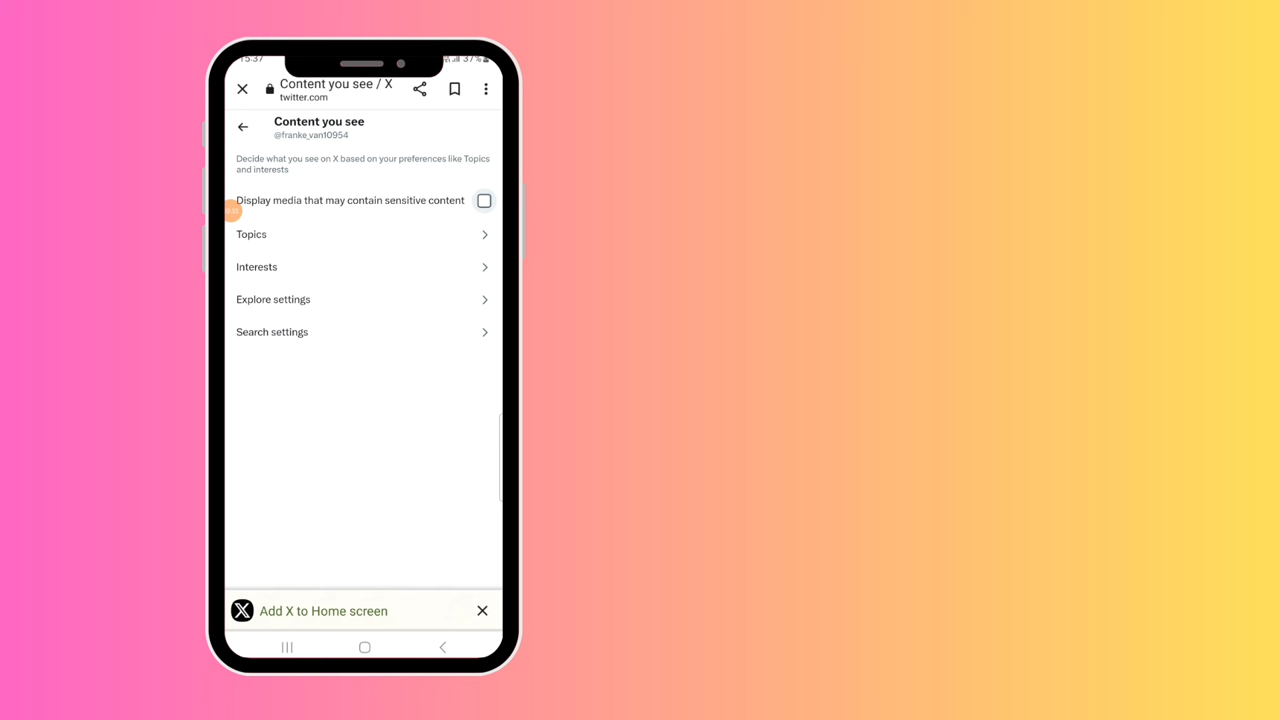 15:37
37%
Content you see / X
twitter.com
Content you see
@franke_van10954
Decide what you see on X based on your preferences like Topics
and interests
Display media that may contain sensitive content
Topics
Interests
Explore settings
Search settings
Add X to Home screen